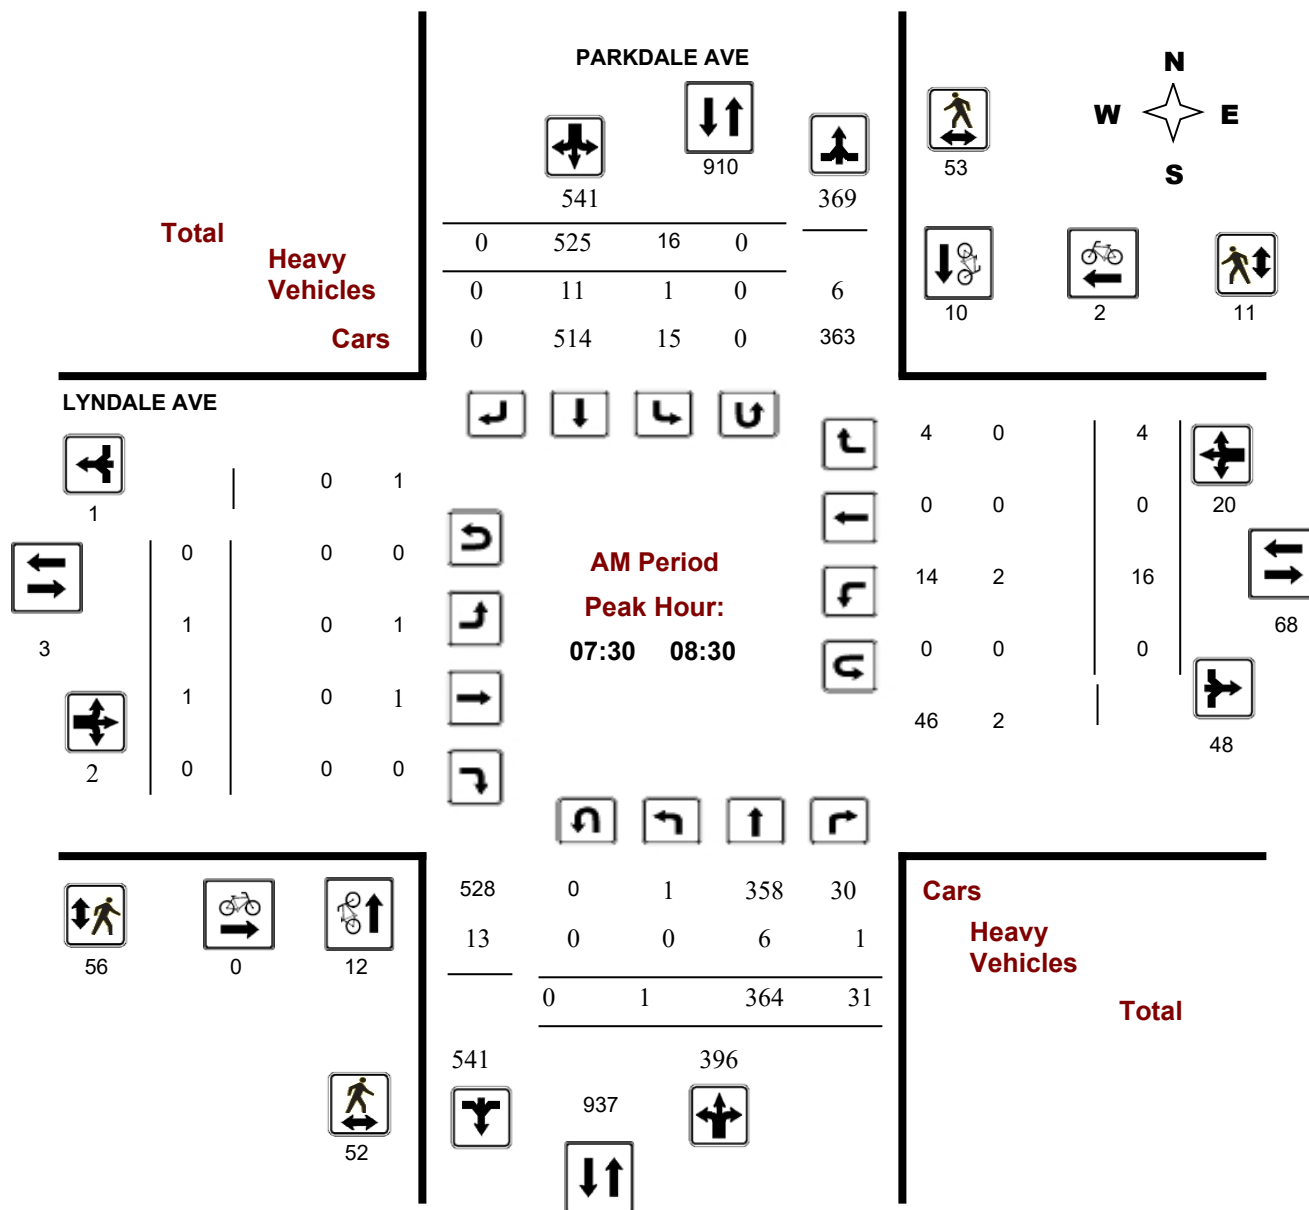 PARKDALE AVE
N
W E
S
910
53
541 369
Total 0 525 16 0
Heavy
Vehicles 0 11 1 0 6
Cars 0 514 15 0 363
10 2 11
LYNDALE AVE
4 0 4
0 1
1
0 0 0 20
0 0 0
AM Period
14 2 16
Peak Hour:
1 0 1
68
3
07:30 08:30
0 0 0
1 0 1
46 2
48
2
0 0 0
528 0 1 358 30 Cars
13 0 0 6 1 Heavy
Vehicles
56 0 12
0 1 364 31 Total
541 396
937
52